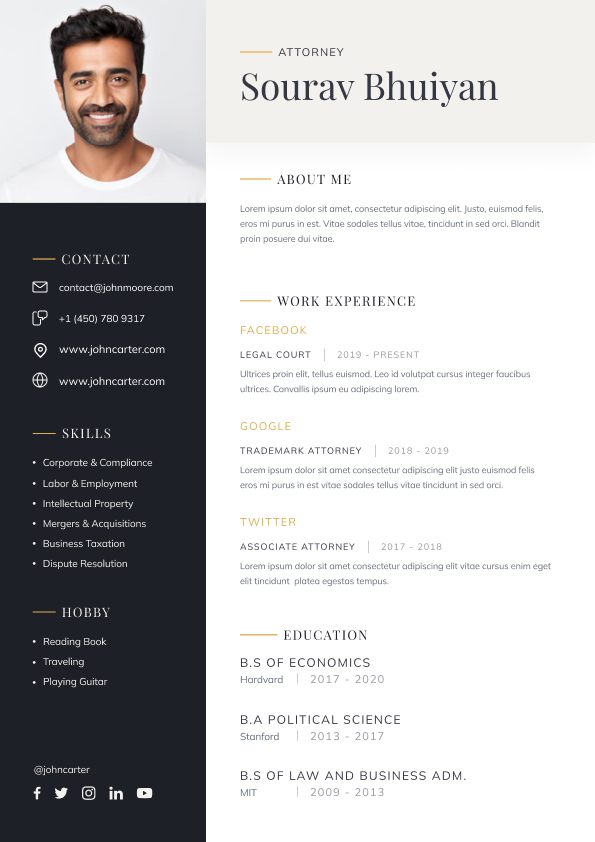 ATTORNEY
Sourav Bhuiyan
CONTACT
contact@johnmoore.com
+1 (450) 780 9317
www.johncarter.com
www.johncarter.com
SKILLS
• Corporate & Compliance
• Labor & Employment
• Intellectual Property
• Mergers & Acquisitions
• Business Taxation
• Dispute Resolution
HOBBY
• Reading Book
• Traveling
• Playing Guitar
@johncarter
ABOUT ME
Lorem ipsum dolor sit amet, consectetur adipiscing elit. Justo, euismod felis,
eros mi purus in est. Vitae sodales tellus vitae, tincidunt in sed orci. Blandit
proin posuere dui vitae.
WORK EXPERIENCE
FACEBOOK
LEGAL COURT | 2019 - PRESENT
Ultrices proin elit, tellus euismod. Leo id volutpat cursus integer faucibus
ultrices. Convallis ipsum eu adipiscing lorem.
GOOGLE
TRADEMARK ATTORNEY | 2018 - 2019
Lorem ipsum dolor sit amet consectetur adipiscing elit justo euismod felis
eros mi purus in est vitae sodales tellus vitae tincidunt in sed orci.
TWITTER
ASSOCIATE ATTORNEY | 2017 - 2018
Lorem ipsum dolor sit amet consectetur adipiscing elit vitae cursus enim eget
elit tincidunt platea egestas tempus.
EDUCATION
B.S OF ECONOMICS
Hardvard | 2017 - 2020
B.A POLITICAL SCIENCE
Stanford | 2013 - 2017
B.S OF LAW AND BUSINESS ADM.
MIT | 2009 - 2013